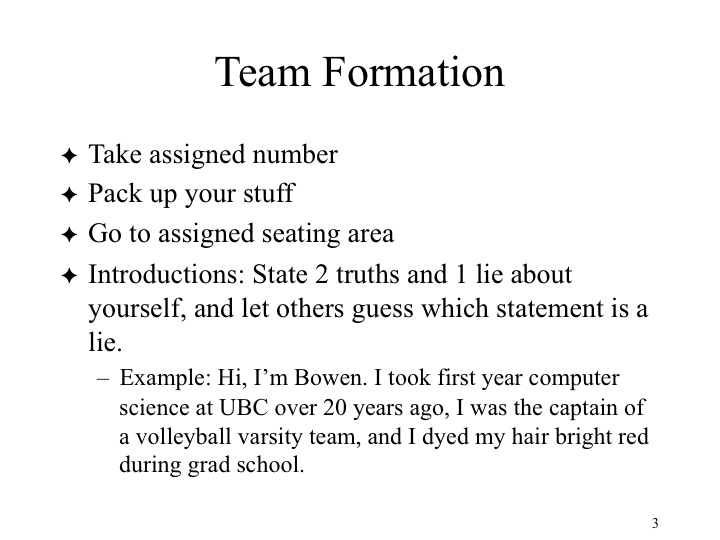 Team Formation
✦ Take assigned number
✦ Pack up your stuff
✦ Go to assigned seating area
✦ Introductions: State 2 truths and 1 lie about
yourself, and let others guess which statement is a
lie.
– Example: Hi, I’m Bowen. I took first year computer
science at UBC over 20 years ago, I was the captain of
a volleyball varsity team, and I dyed my hair bright red
during grad school.
3